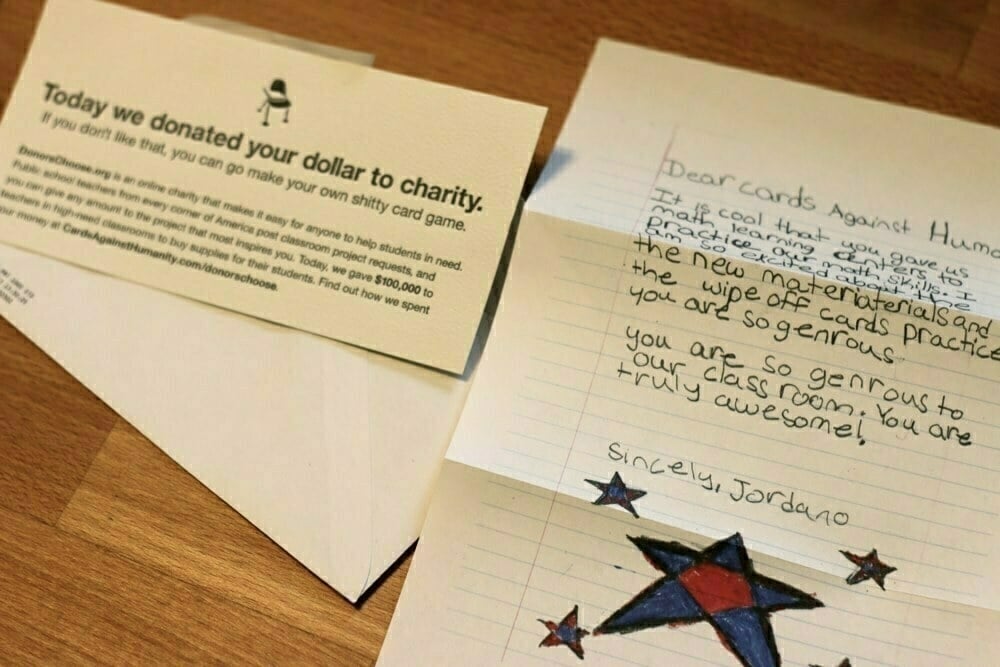 Today we donated your dollar to charity.
If you don't like that, you can go make your own shitty card game.
DonorsChoose.org is an online charity that makes it easy for anyone to help students in need.
Public school teachers from every corner of America post classroom project requests, and
you can give any amount to the project that most inspires you. Today, we gave $100,000 to
teachers in high-need classrooms to buy supplies for their students. Find out how we spent
your money at CardsAgainstHumanity.com/donorschoose.
Dear cards Against Huma
It is cool that you gave us
math learning centers to
practice our math skills. I
am so excited about the
the new materiaterials and
the wipe off cards practice
you are so genrous
you are so genrous to
our class room. You are
truly awesome!
Sincely, Jordano